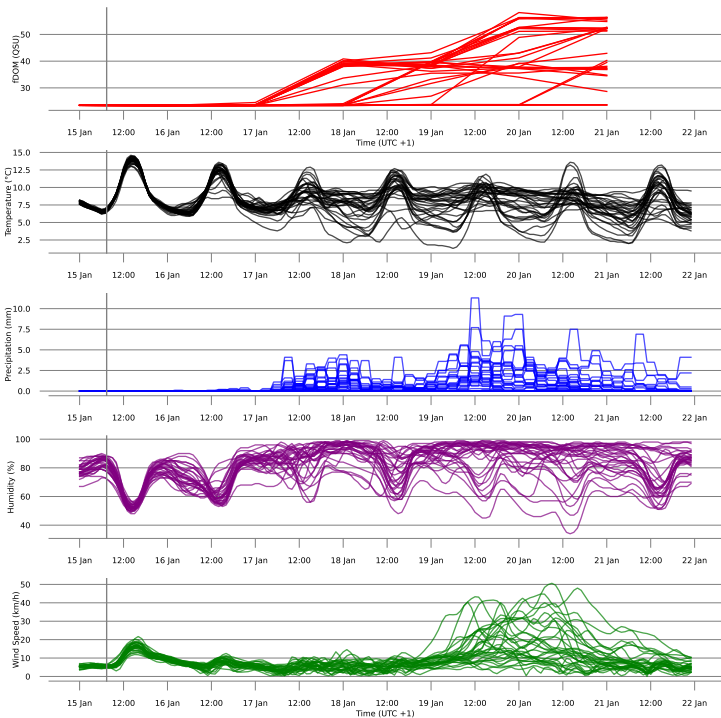 fDOM (QSU)
50
40
30
15 Jan 12:00 16 Jan 12:00 17 Jan 12:00 18 Jan 12:00 19 Jan 12:00 20 Jan 12:00 21 Jan 12:00 22 Jan
Time (UTC +1)
Temperature (°C)
15.0
12.5
10.0
7.5
5.0
2.5
15 Jan 12:00 16 Jan 12:00 17 Jan 12:00 18 Jan 12:00 19 Jan 12:00 20 Jan 12:00 21 Jan 12:00 22 Jan
Precipitation (mm)
10.0
7.5
5.0
2.5
0.0
15 Jan 12:00 16 Jan 12:00 17 Jan 12:00 18 Jan 12:00 19 Jan 12:00 20 Jan 12:00 21 Jan 12:00 22 Jan
Humidity (%)
100
80
60
40
15 Jan 12:00 16 Jan 12:00 17 Jan 12:00 18 Jan 12:00 19 Jan 12:00 20 Jan 12:00 21 Jan 12:00 22 Jan
Wind Speed (km/h)
50
40
30
20
10
0
15 Jan 12:00 16 Jan 12:00 17 Jan 12:00 18 Jan 12:00 19 Jan 12:00 20 Jan 12:00 21 Jan 12:00 22 Jan
Time (UTC +1)